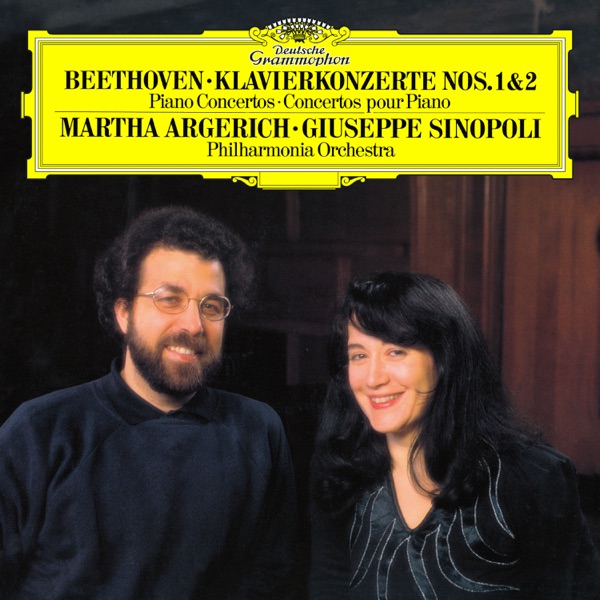 Deutsche
Grammophon
BEETHOVEN · KLAVIERKONZERTE NOS. 1 & 2
Piano Concertos · Concertos pour Piano
MARTHA ARGERICH · GIUSEPPE SINOPOLI
Philharmonia Orchestra